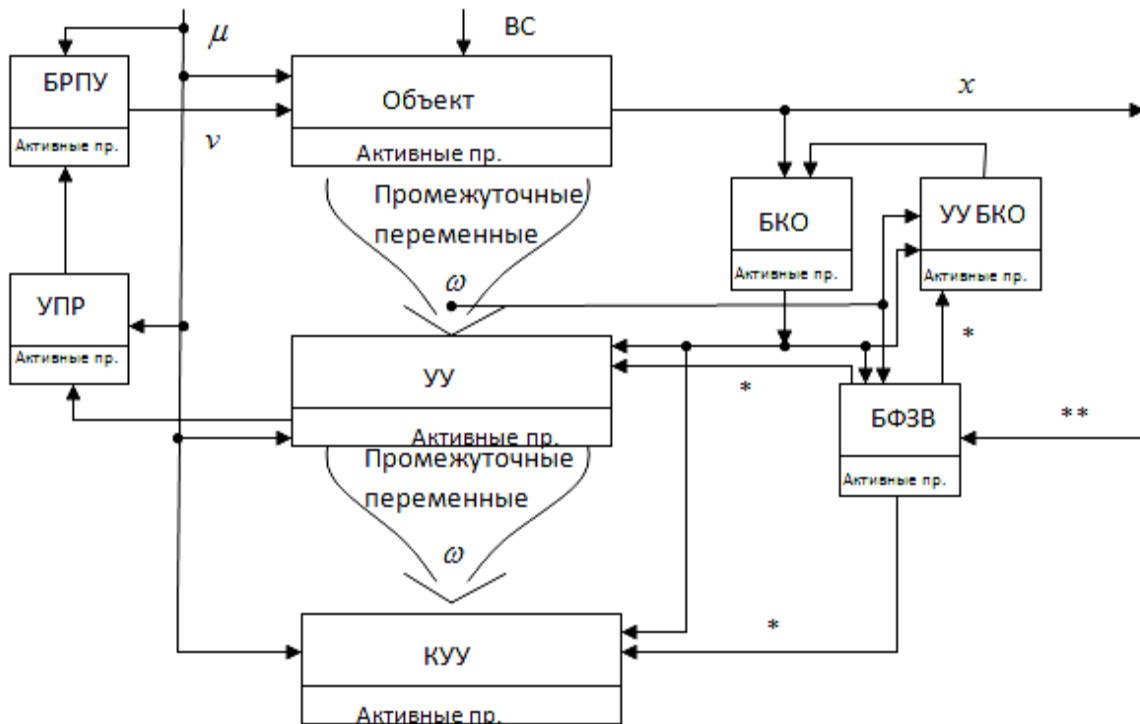 μ
ВС
БРПУ
Объект
x
Активные пр.
ν
Активные пр.
Промежуточные
переменные
БКО
УУ БКО
Активные пр.
Активные пр.
ω
УПР
Активные пр.
*
УУ
*
БФЗВ
**
Активные пр.
Активные пр.
Промежуточные
переменные
ω
*
КУУ
Активные пр.